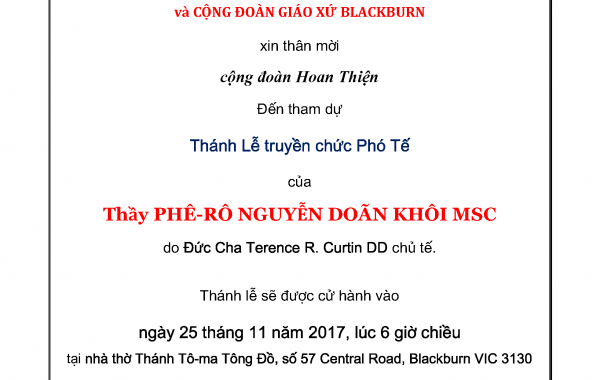 và CỘNG ĐOÀN GIÁO XỨ BLACKBURN
xin thân mời
cộng đoàn Hoan Thiện
Đến tham dự
Thánh Lễ truyền chức Phó Tế
của
Thầy PHÊ-RÔ NGUYỄN DOÃN KHÔI MSC
do Đức Cha Terence R. Curtin DD chủ tế.
Thánh lễ sẽ được cử hành vào
ngày 25 tháng 11 năm 2017, lúc 6 giờ chiều
tại nhà thờ Thánh Tô-ma Tông Đồ, số 57 Central Road, Blackburn VIC 3130